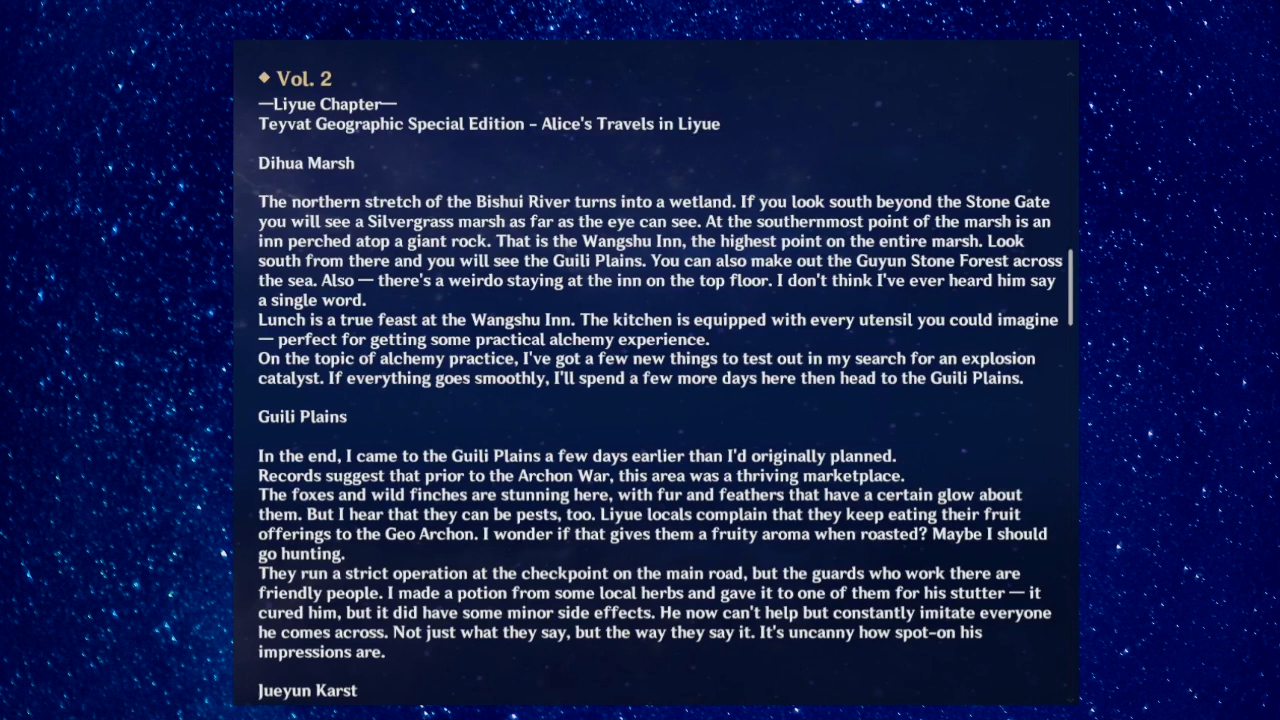 ◆ Vol. 2
—Liyue Chapter—
Teyvat Geographic Special Edition – Alice's Travels in Liyue
Dihua Marsh
The northern stretch of the Bishui River turns into a wetland. If you look south beyond the Stone Gate
you will see a Silvergrass marsh as far as the eye can see. At the southernmost point of the marsh is an
inn perched atop a giant rock. That is the Wangshu Inn, the highest point on the entire marsh. Look
south from there and you will see the Guili Plains. You can also make out the Guyun Stone Forest across
the sea. Also — there's a weirdo staying at the inn on the top floor. I don't think I've ever heard him say
a single word.
Lunch is a true feast at the Wangshu Inn. The kitchen is equipped with every utensil you could imagine
— perfect for getting some practical alchemy experience.
On the topic of alchemy practice, I've got a few new things to test out in my search for an explosion
catalyst. If everything goes smoothly, I'll spend a few more days here then head to the Guili Plains.
Guili Plains
In the end, I came to the Guili Plains a few days earlier than I'd originally planned.
Records suggest that prior to the Archon War, this area was a thriving marketplace.
The foxes and wild finches are stunning here, with fur and feathers that have a certain glow about
them. But I hear that they can be pests, too. Liyue locals complain that they keep eating their fruit
offerings to the Geo Archon. I wonder if that gives them a fruity aroma when roasted? Maybe I should
go hunting.
They run a strict operation at the checkpoint on the main road, but the guards who work there are
friendly people. I made a potion from some local herbs and gave it to one of them for his stutter — it
cured him, but it did have some minor side effects. He now can't help but constantly imitate everyone
he comes across. Not just what they say, but the way they say it. It's uncanny how spot-on his
impressions are.
Jueyun Karst